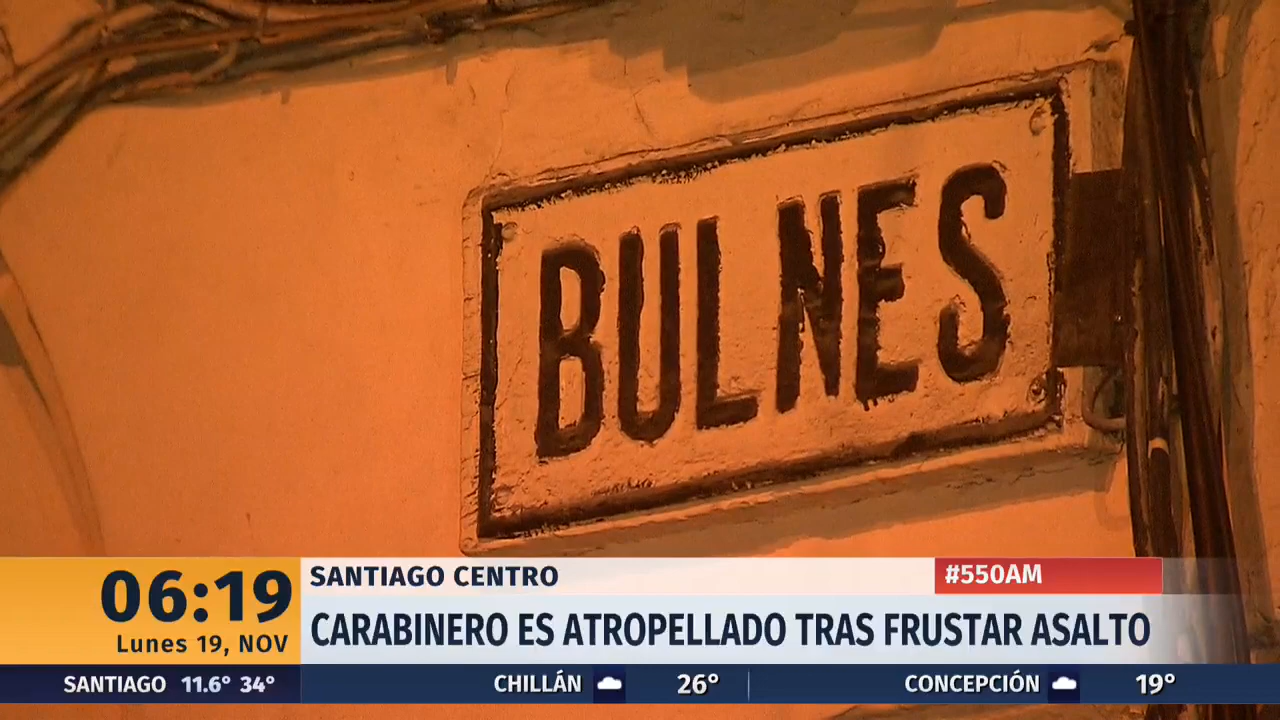 BULNES
SANTIAGO CENTRO
#550AM
06:19
CARABINERO ES ATROPELLADO TRAS FRUSTAR ASALTO
Lunes 19, NOV
SANTIAGO 11.6° 34° CHILLÁN 26° CONCEPCIÓN 19°